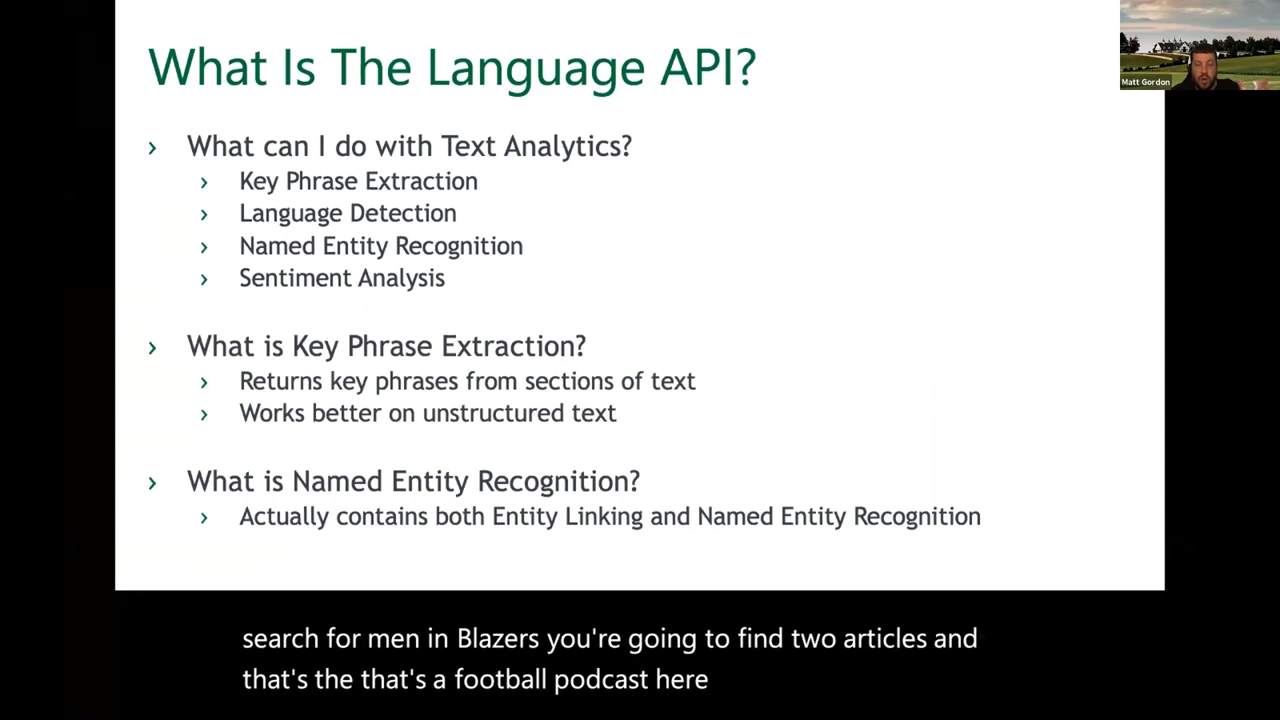 What Is The Language API?
Matt Gordon
› What can I do with Text Analytics?
› Key Phrase Extraction
› Language Detection
› Named Entity Recognition
› Sentiment Analysis
› What is Key Phrase Extraction?
› Returns key phrases from sections of text
› Works better on unstructured text
› What is Named Entity Recognition?
› Actually contains both Entity Linking and Named Entity Recognition
search for men in Blazers you're going to find two articles and
that's the that's a football podcast here